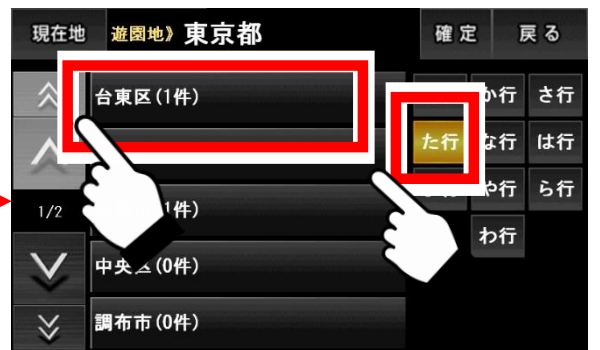 現在地 遊園地》東京都 確定 戻る
台東区(1件) か行 さ行
た行 な行 は行
1/2 (1件) や行 ら行
わ行
中央区(0件)
調布市(0件)